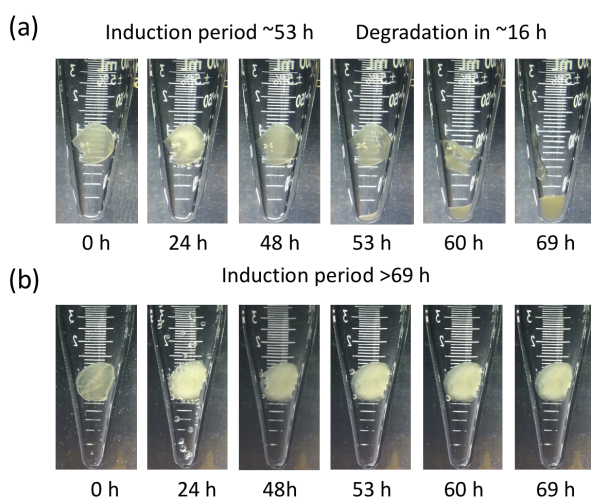 (a)
Induction period ~53 h Degradation in ~16 h
0 h 24 h 48 h 53 h 60 h 69 h
(b)
Induction period >69 h
0 h 24 h 48h 53 h 60 h 69 h